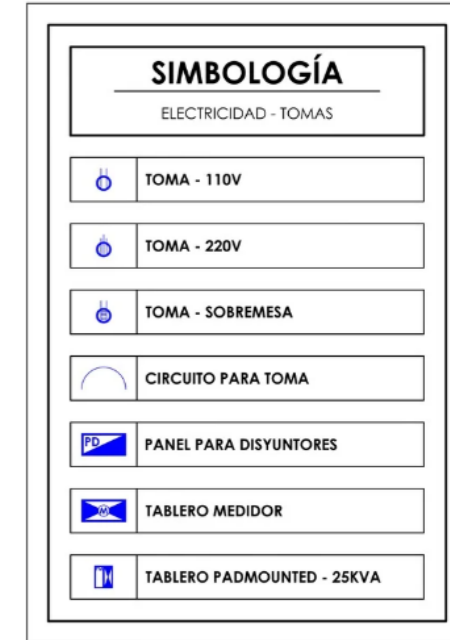 SIMBOLOGÍA
ELECTRICIDAD - TOMAS
TOMA - 110V
TOMA - 220V
TOMA - SOBREMESA
CIRCUITO PARA TOMA
PD PANEL PARA DISYUNTORES
M TABLERO MEDIDOR
TABLERO PADMOUNTED - 25KVA